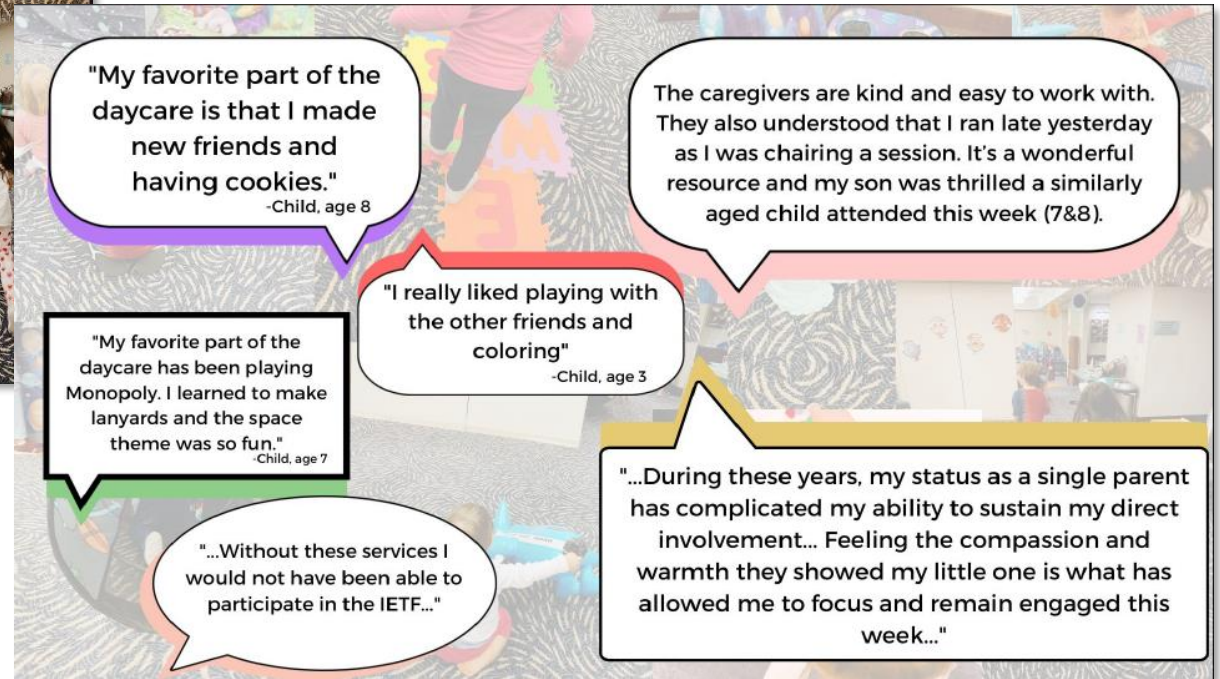 "My favorite part of the
daycare is that I made
new friends and
having cookies."
-Child, age 8
The caregivers are kind and easy to work with.
They also understood that I ran late yesterday
as I was chairing a session. It's a wonderful
resource and my son was thrilled a similarly
aged child attended this week (7&8).
"I really liked playing with
the other friends and
coloring"
-Child, age 3
"My favorite part of the
daycare has been playing
Monopoly. I learned to make
lanyards and the space
theme was so fun."
-Child, age 7
"...Without these services I
would not have been able to
participate in the IETF..."
"...During these years, my status as a single parent
has complicated my ability to sustain my direct
involvement... Feeling the compassion and
warmth they showed my little one is what has
allowed me to focus and remain engaged this
week..."